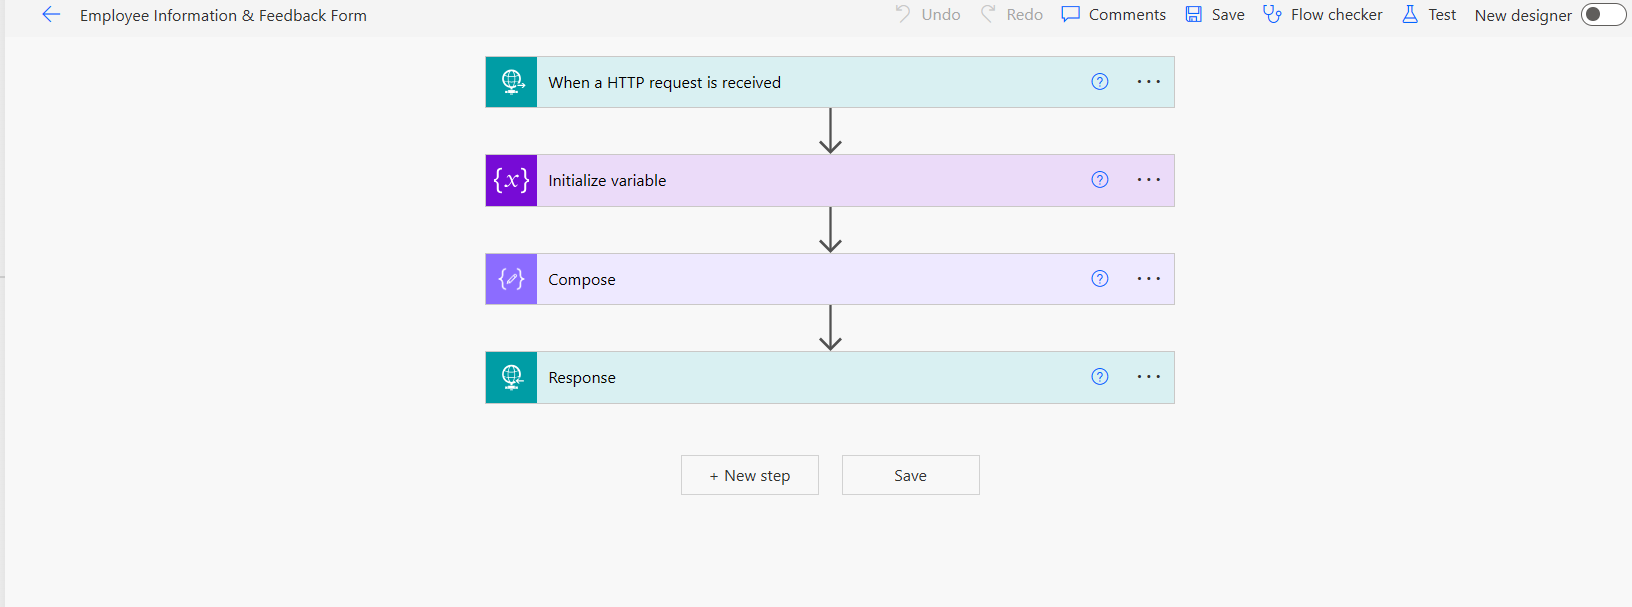 Employee Information & Feedback Form
Undo Redo Comments Save Flow checker Test New designer
When a HTTP request is received
{x} Initialize variable
Compose
Response
+ New step Save